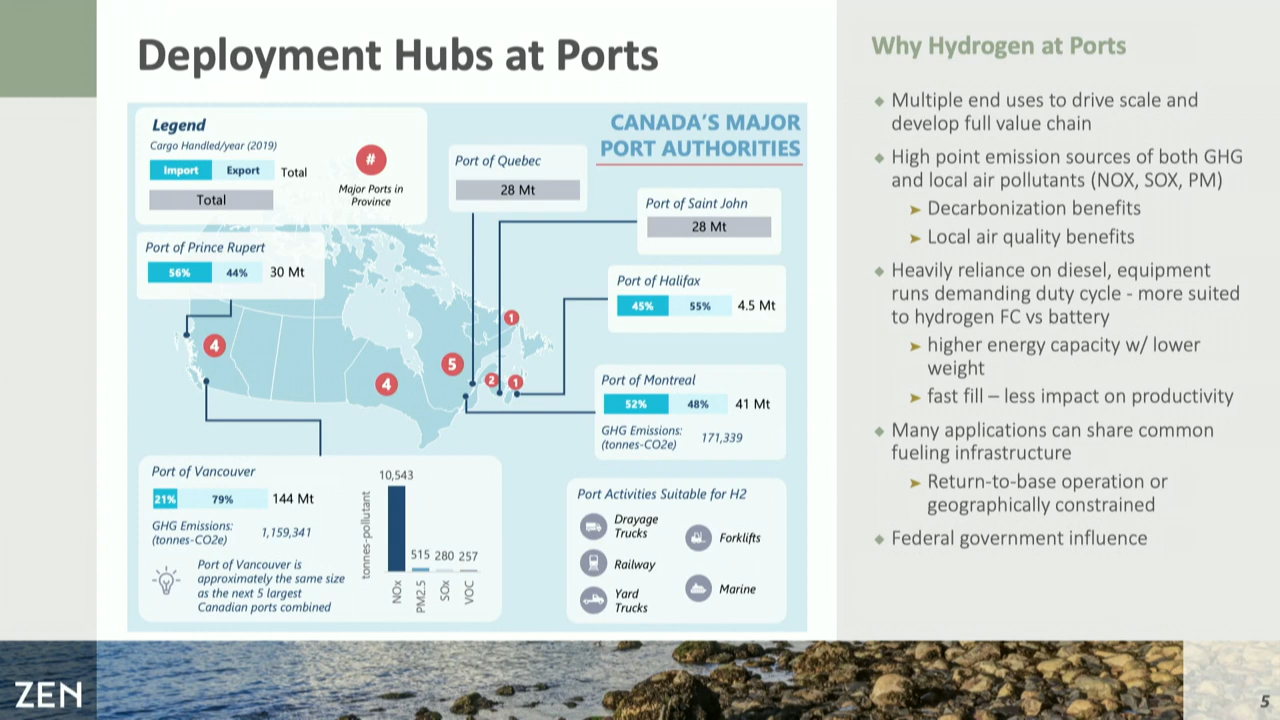 Deployment Hubs at Ports
Legend
Cargo Handled/year (2019)
Import Export Total
Total
#
Major Ports in
Province
CANADA'S MAJOR
PORT AUTHORITIES
Port of Quebec
28 Mt
Port of Saint John
28 Mt
Port of Prince Rupert
56% 44% 30 Mt
Port of Halifax
45% 55% 4.5 Mt
1
4
5
4
2
1
Port of Montreal
52% 48% 41 Mt
GHG Emissions:
(tonnes-CO2e)
171,339
Port of Vancouver
21% 79% 144 Mt
GHG Emissions:
(tonnes-CO2e)
1,159,341
Port of Vancouver is
approximately the same size
as the next 5 largest
Canadian ports combined
tonnes-pollutant
10,543
515 280 257
NOx
PM2.5
SOx
VOC
Port Activities Suitable for H2
Drayage
Trucks
Railway
Yard
Trucks
Forklifts
Marine
Why Hydrogen at Ports
Multiple end uses to drive scale and
develop full value chain
High point emission sources of both GHG
and local air pollutants (NOX, SOX, PM)
Decarbonization benefits
Local air quality benefits
Heavily reliance on diesel, equipment
runs demanding duty cycle - more suited
to hydrogen FC vs battery
higher energy capacity w/ lower
weight
fast fill – less impact on productivity
Many applications can share common
fueling infrastructure
Return-to-base operation or
geographically constrained
Federal government influence
ZEN
5